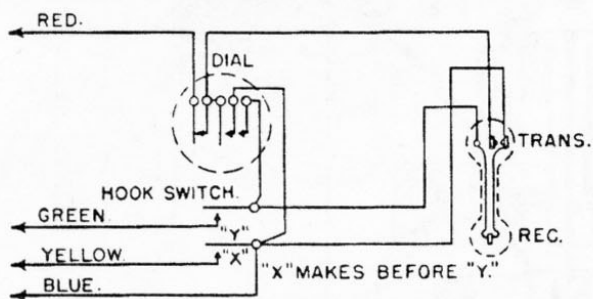 RED.
DIAL
TRANS.
HOOK SWITCH.
GREEN.
"Y"
REC.
YELLOW.
"X"
"X" MAKES BEFORE "Y."
BLUE.